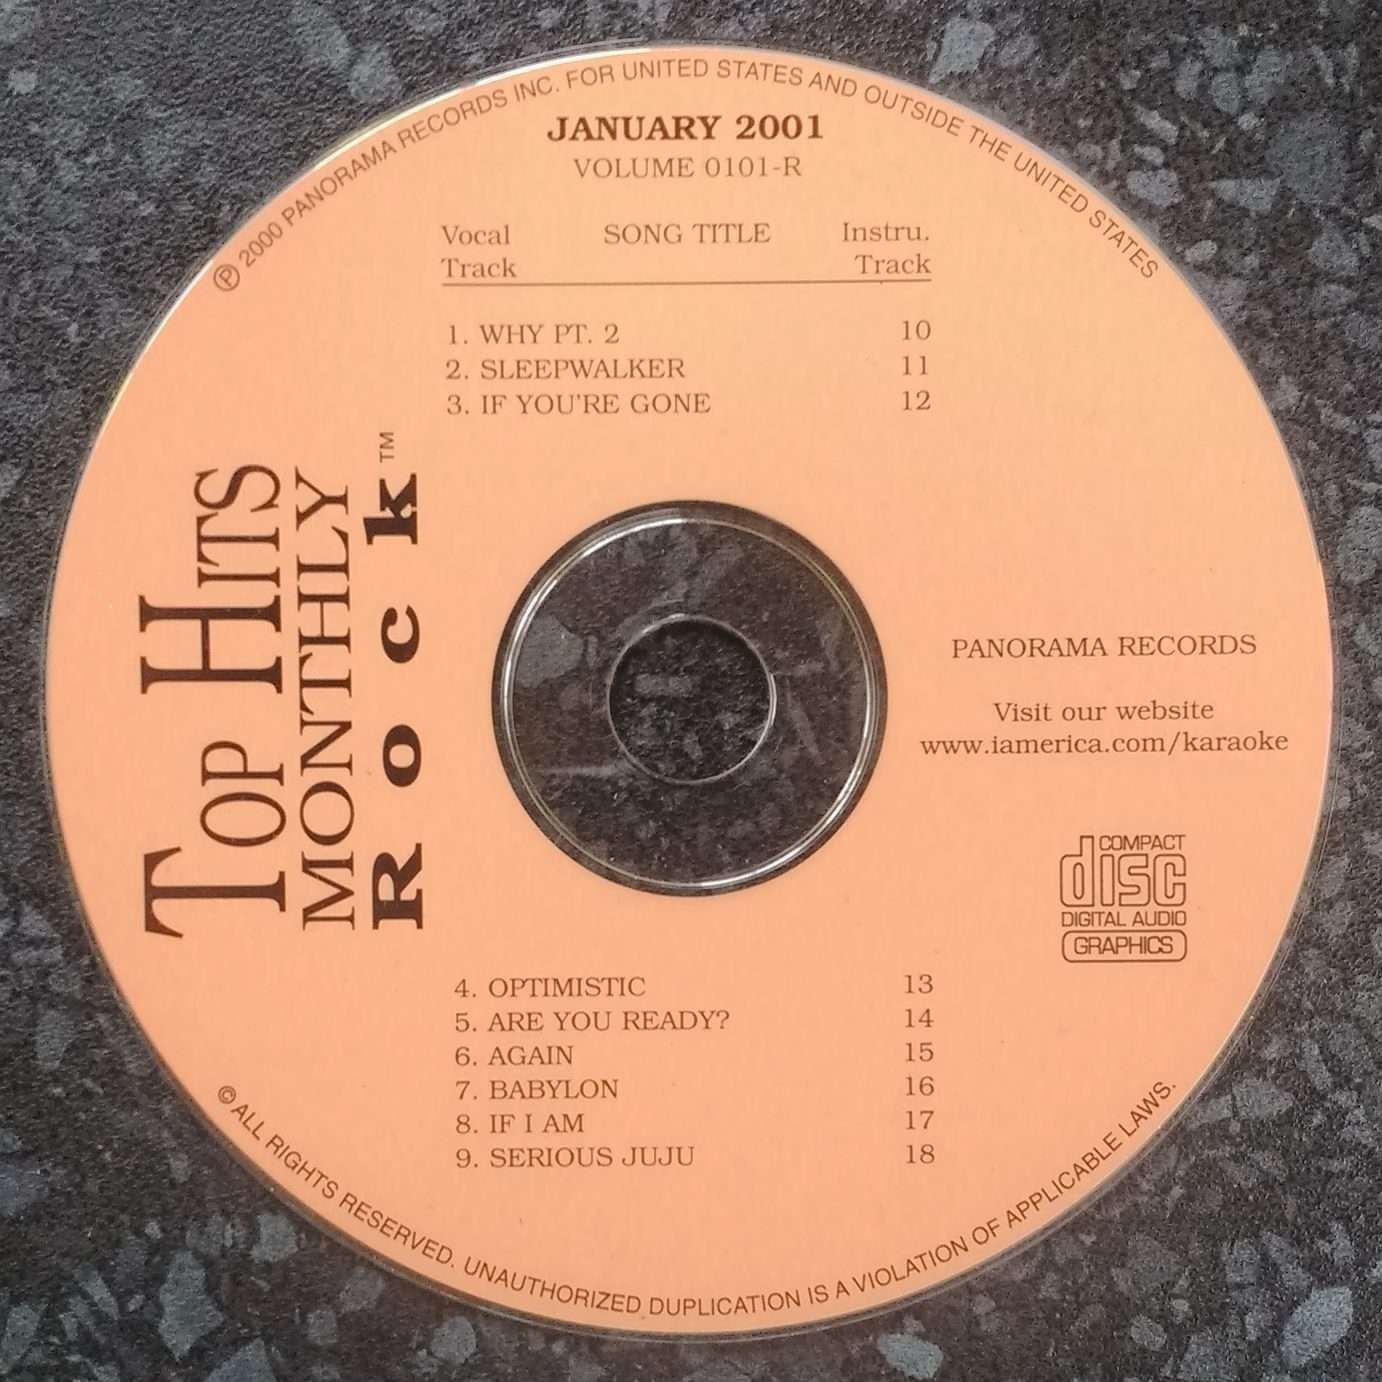 ℗ 2000 PANORAMA RECORDS INC. FOR UNITED STATES AND OUTSIDE THE UNITED STATES
JANUARY 2001
VOLUME 0101-R
Vocal Track SONG TITLE Instru. Track
1. WHY PT. 2 10
2. SLEEPWALKER 11
3. IF YOU'RE GONE 12
TOP HITS
MONTHLY
Rock™
PANORAMA RECORDS
Visit our website
www.iamerica.com/karaoke
COMPACT
disc
DIGITAL AUDIO
GRAPHICS
4. OPTIMISTIC 13
5. ARE YOU READY? 14
6. AGAIN 15
7. BABYLON 16
8. IF I AM 17
9. SERIOUS JUJU 18
© ALL RIGHTS RESERVED. UNAUTHORIZED DUPLICATION IS A VIOLATION OF APPLICABLE LAWS.